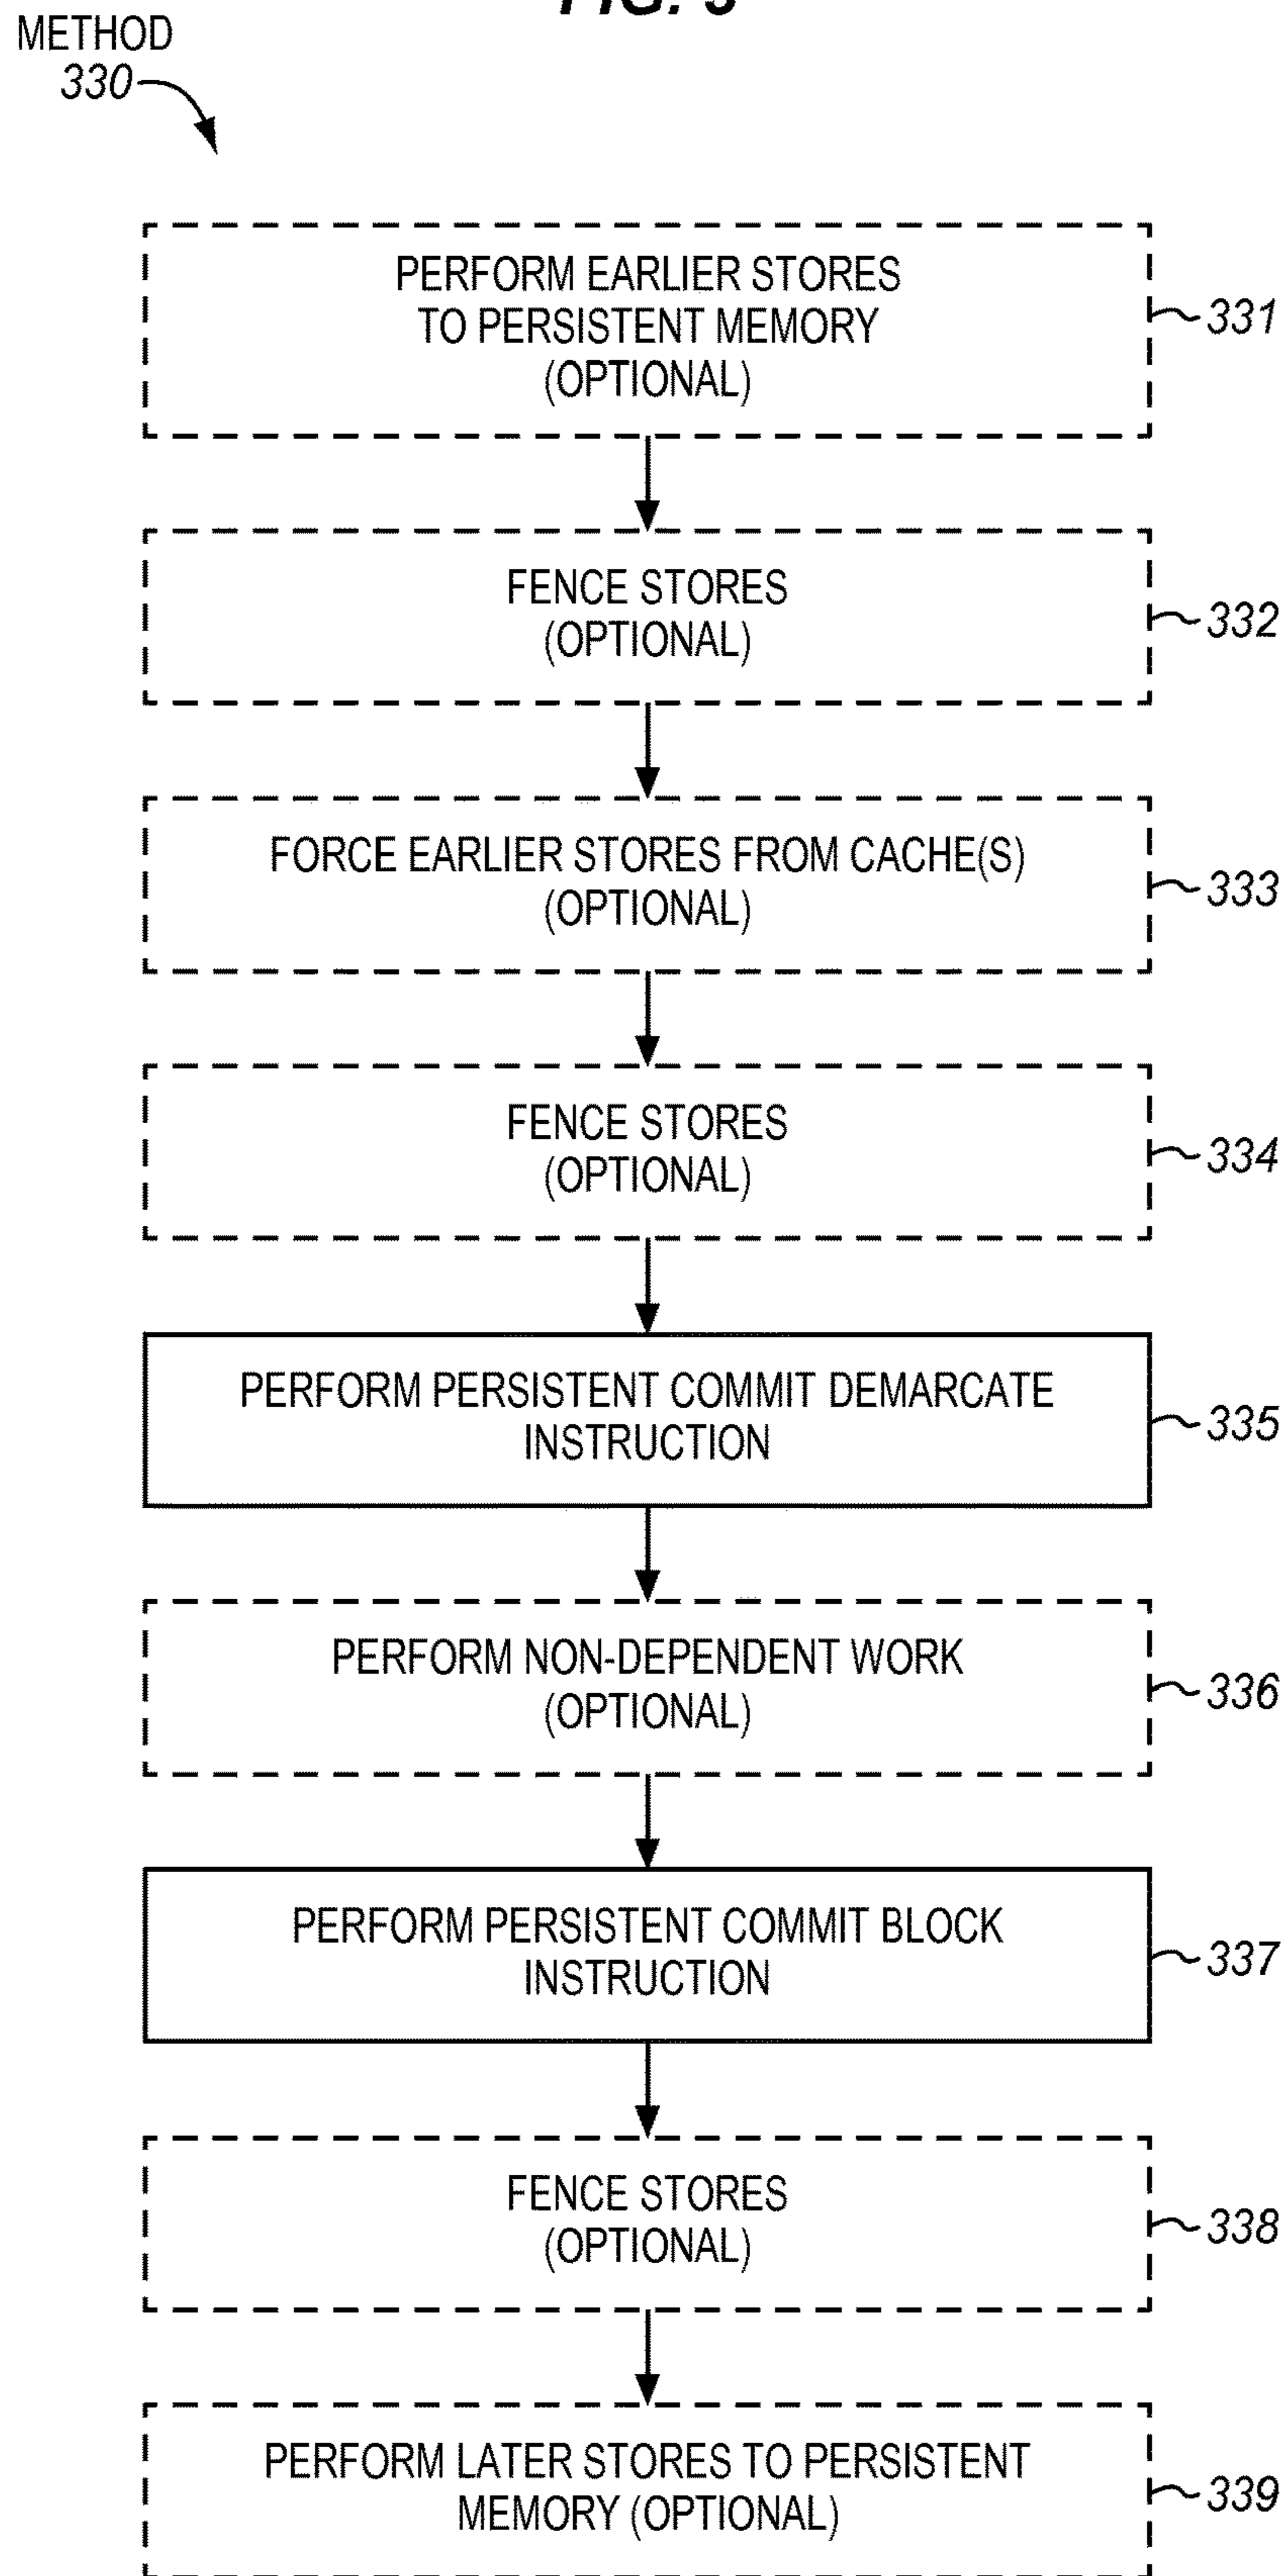 METHOD
330
PERFORM EARLIER STORES
TO PERSISTENT MEMORY
(OPTIONAL)
331
FENCE STORES
(OPTIONAL)
332
FORCE EARLIER STORES FROM CACHE(S)
(OPTIONAL)
333
FENCE STORES
(OPTIONAL)
334
PERFORM PERSISTENT COMMIT DEMARCATE
INSTRUCTION
335
PERFORM NON-DEPENDENT WORK
(OPTIONAL)
336
PERFORM PERSISTENT COMMIT BLOCK
INSTRUCTION
337
FENCE STORES
(OPTIONAL)
338
PERFORM LATER STORES TO PERSISTENT
MEMORY (OPTIONAL)
339